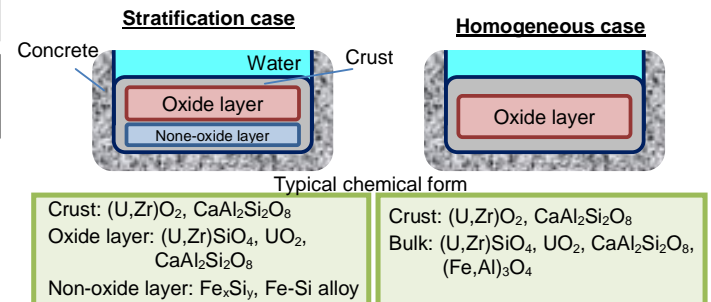 Stratification case
Homogeneous case
Concrete
Water
Crust
Oxide layer
None-oxide layer
Oxide layer
Typical chemical form
Crust: (U,Zr)O₂, CaAl₂Si₂O₈
Oxide layer: (U,Zr)SiO₄, UO₂,
CaAl₂Si₂O₈
Non-oxide layer: FeₓSiᵧ, Fe-Si alloy
Crust: (U,Zr)O₂, CaAl₂Si₂O₈
Bulk: (U,Zr)SiO₄, UO₂, CaAl₂Si₂O₈,
(Fe,Al)₃O₄